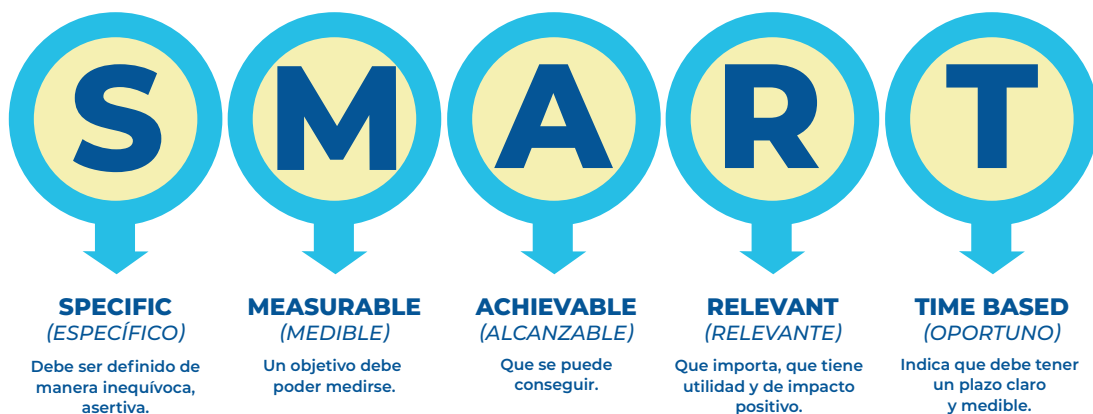 S
M
A
R
T
SPECIFIC
(ESPECÍFICO)
Debe ser definido de
manera inequívoca,
asertiva.
MEASURABLE
(MEDIBLE)
Un objetivo debe
poder medirse.
ACHIEVABLE
(ALCANZABLE)
Que se puede
conseguir.
RELEVANT
(RELEVANTE)
Que importa, que tiene
utilidad y de impacto
positivo.
TIME BASED
(OPORTUNO)
Indica que debe tener
un plazo claro
y medible.